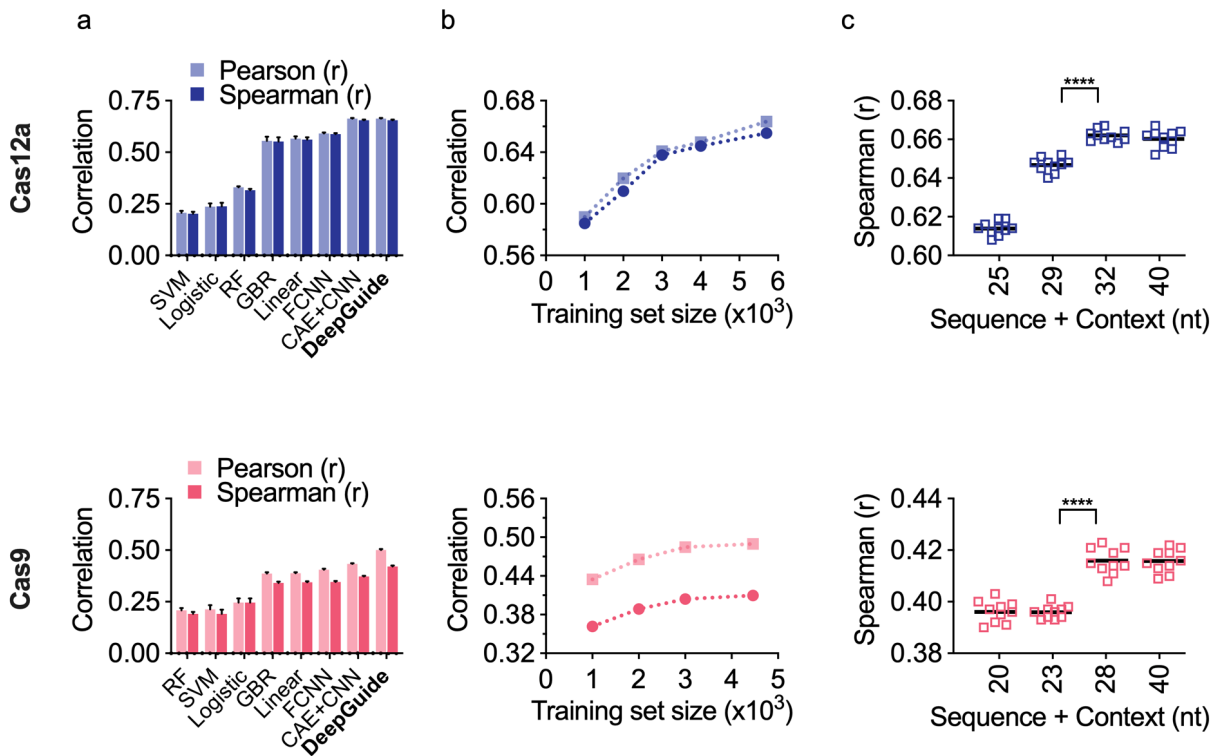 a
b
c
Cas12a
Pearson (r)
Spearman (r)
Correlation
0.75
0.50
0.25
0.00
SVM
Logistic
RF
GBR
Linear
FCNN
CAE+CNN
DeepGuide
Correlation
0.68
0.64
0.60
0.56
0 1 2 3 4 5 6
Training set size (x10³)
Spearman (r)
0.68
0.66
0.64
0.62
0.60
****
25 29 32 40
Sequence + Context (nt)
Cas9
Pearson (r)
Spearman (r)
Correlation
0.75
0.50
0.25
0.00
RF
SVM
Logistic
GBR
Linear
FCNN
CAE+CNN
DeepGuide
Correlation
0.56
0.50
0.44
0.38
0.32
0 1 2 3 4 5
Training set size (x10³)
Spearman (r)
0.44
0.42
0.40
0.38
****
20 23 28 40
Sequence + Context (nt)